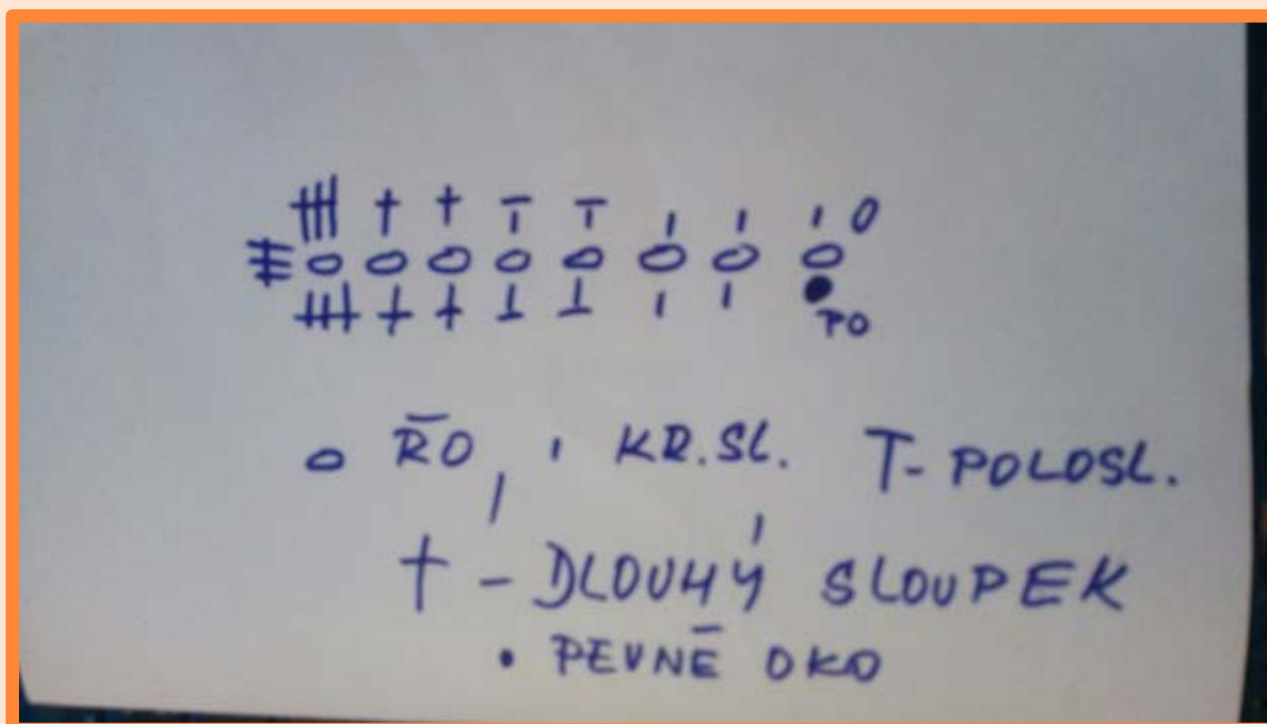 PO
o ŘO, ı KR.SL. T- POLOSL.
† - DLOUHÝ SLOUPEK
• PEVNÉ OKO